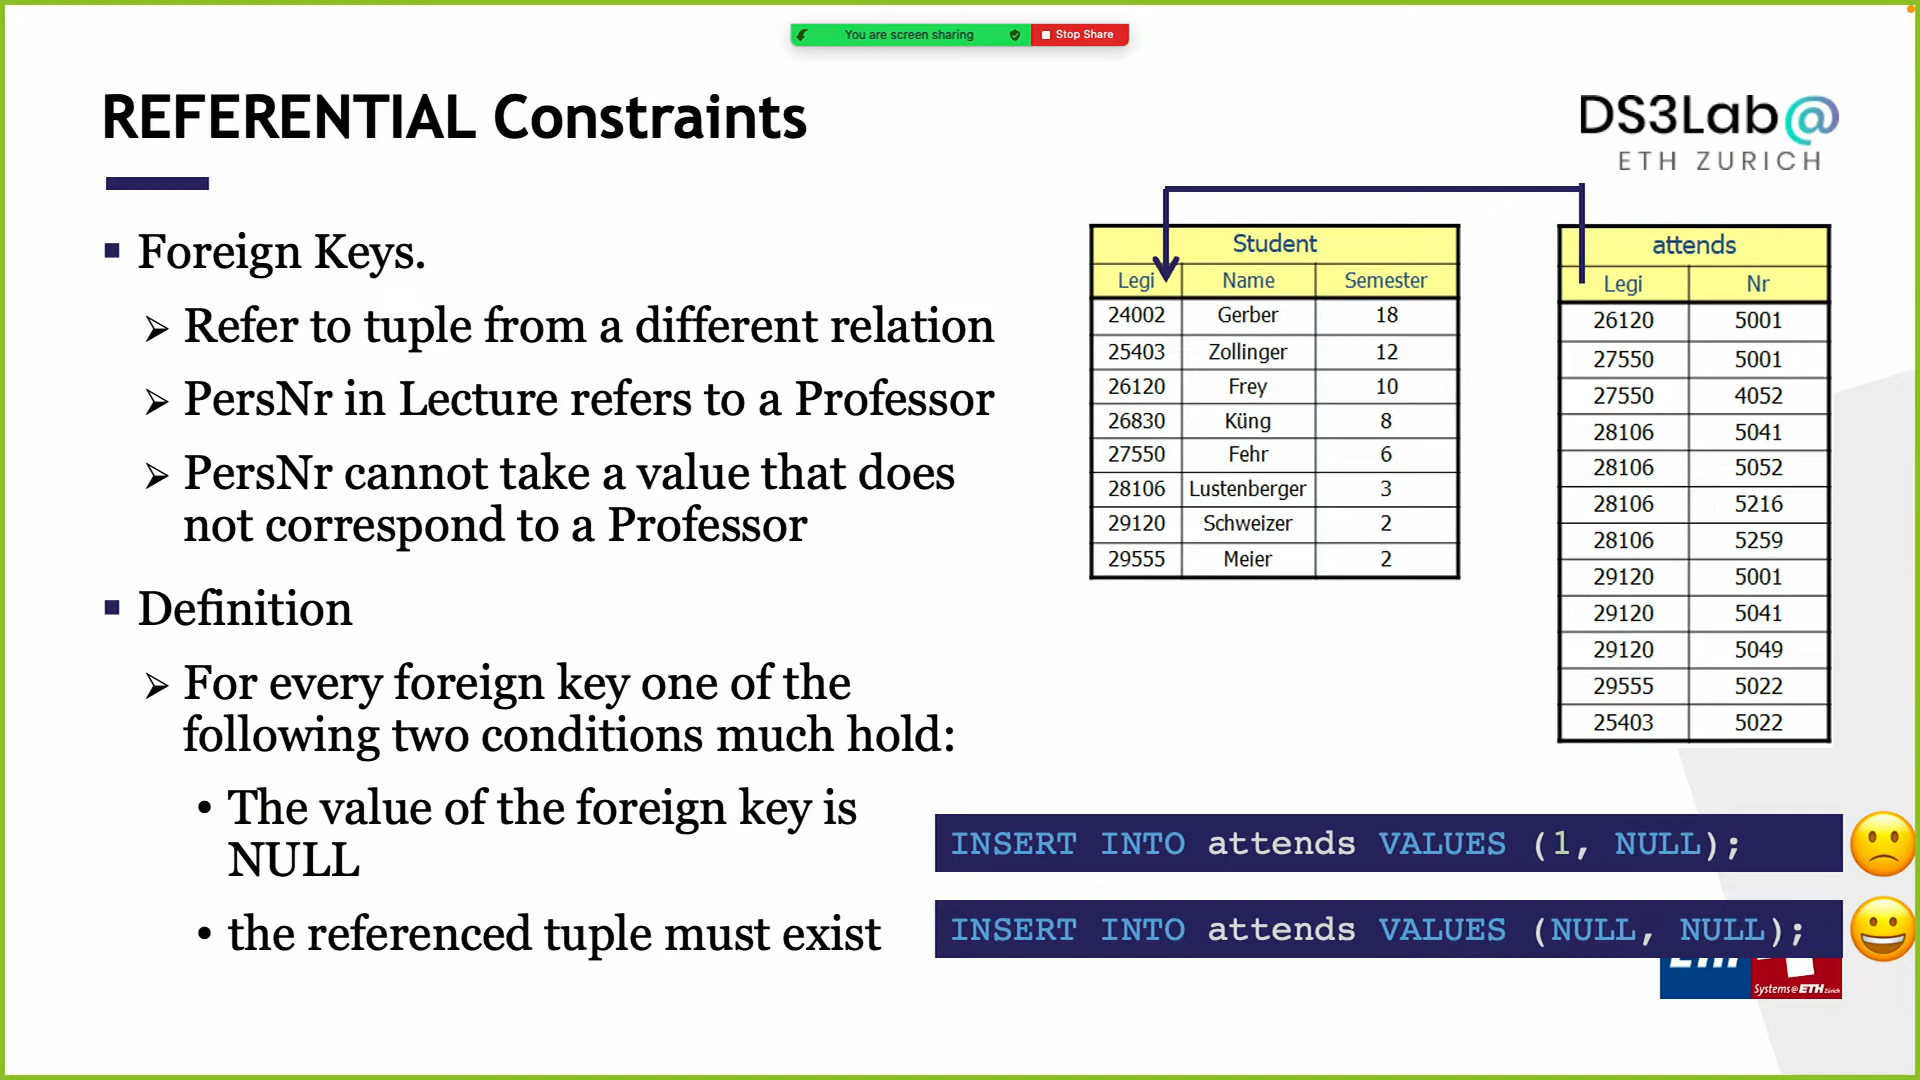 You are screen sharing
Stop Share
REFERENTIAL Constraints
DS3Lab@
ETH ZURICH
Foreign Keys.
Refer to tuple from a different relation
PersNr in Lecture refers to a Professor
PersNr cannot take a value that does
not correspond to a Professor
Definition
For every foreign key one of the
following two conditions much hold:
The value of the foreign key is
NULL
the referenced tuple must exist
Student
Legi Name Semester
24002 Gerber 18
25403 Zollinger 12
26120 Frey 10
26830 Küng 8
27550 Fehr 6
28106 Lustenberger 3
29120 Schweizer 2
29555 Meier 2
attends
Legi Nr
26120 5001
27550 5001
27550 4052
28106 5041
28106 5052
28106 5216
28106 5259
29120 5001
29120 5041
29120 5049
29555 5022
25403 5022
INSERT INTO attends VALUES (1, NULL);
INSERT INTO attends VALUES (NULL, NULL);
Systems@ETH Zürich